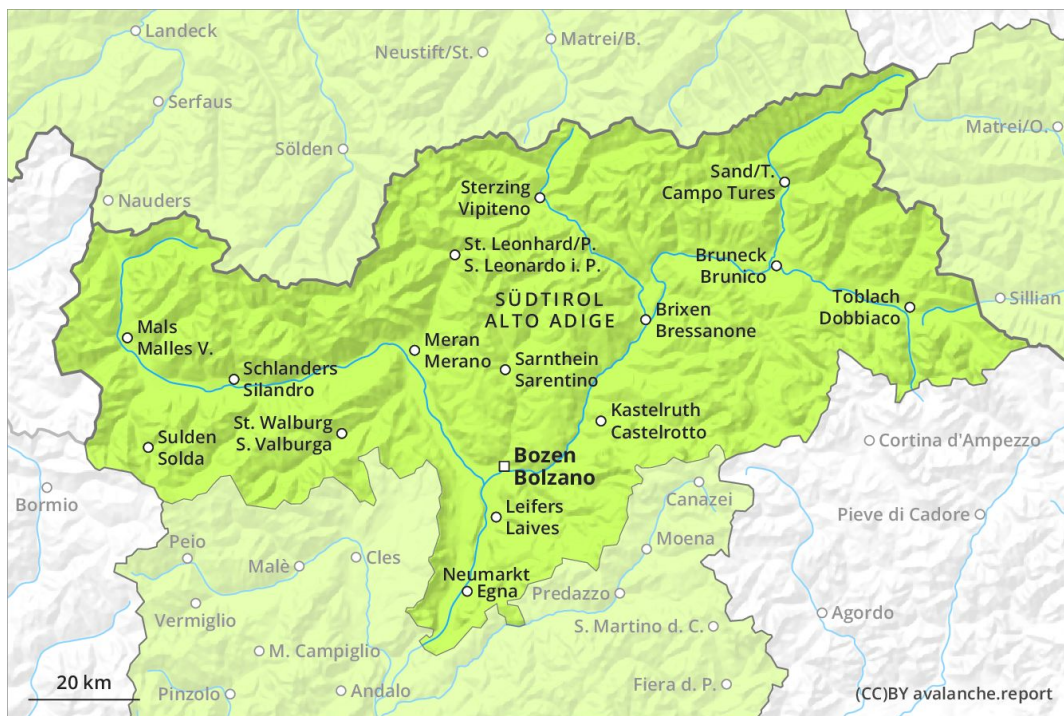 Landeck
Neustift/St.
Matrei/B.
Serfaus
Matrei/O.
Sölden
Sand/T.
Campo Tures
Sterzing
Vipiteno
Nauders
St. Leonhard/P.
S. Leonardo i. P.
Bruneck
Brunico
SÜDTIROL
ALTO ADIGE
Toblach
Dobbiaco
Sillian
Brixen
Bressanone
Mals
Malles V.
Meran
Merano
Sarnthein
Sarentino
Schlanders
Silandro
Kastelruth
Castelrotto
St. Walburg
S. Valburga
Sulden
Solda
Cortina d'Ampezzo
Bozen
Bolzano
Bormio
Canazei
Leifers
Laives
Pieve di Cadore
Peio
Moena
Cles
Malè
Neumarkt
Egna
Predazzo
Vermiglio
Agordo
S. Martino d. C.
M. Campiglio
20 km
Pinzolo
Andalo
Fiera d. P.
(CC)BY avalanche.report